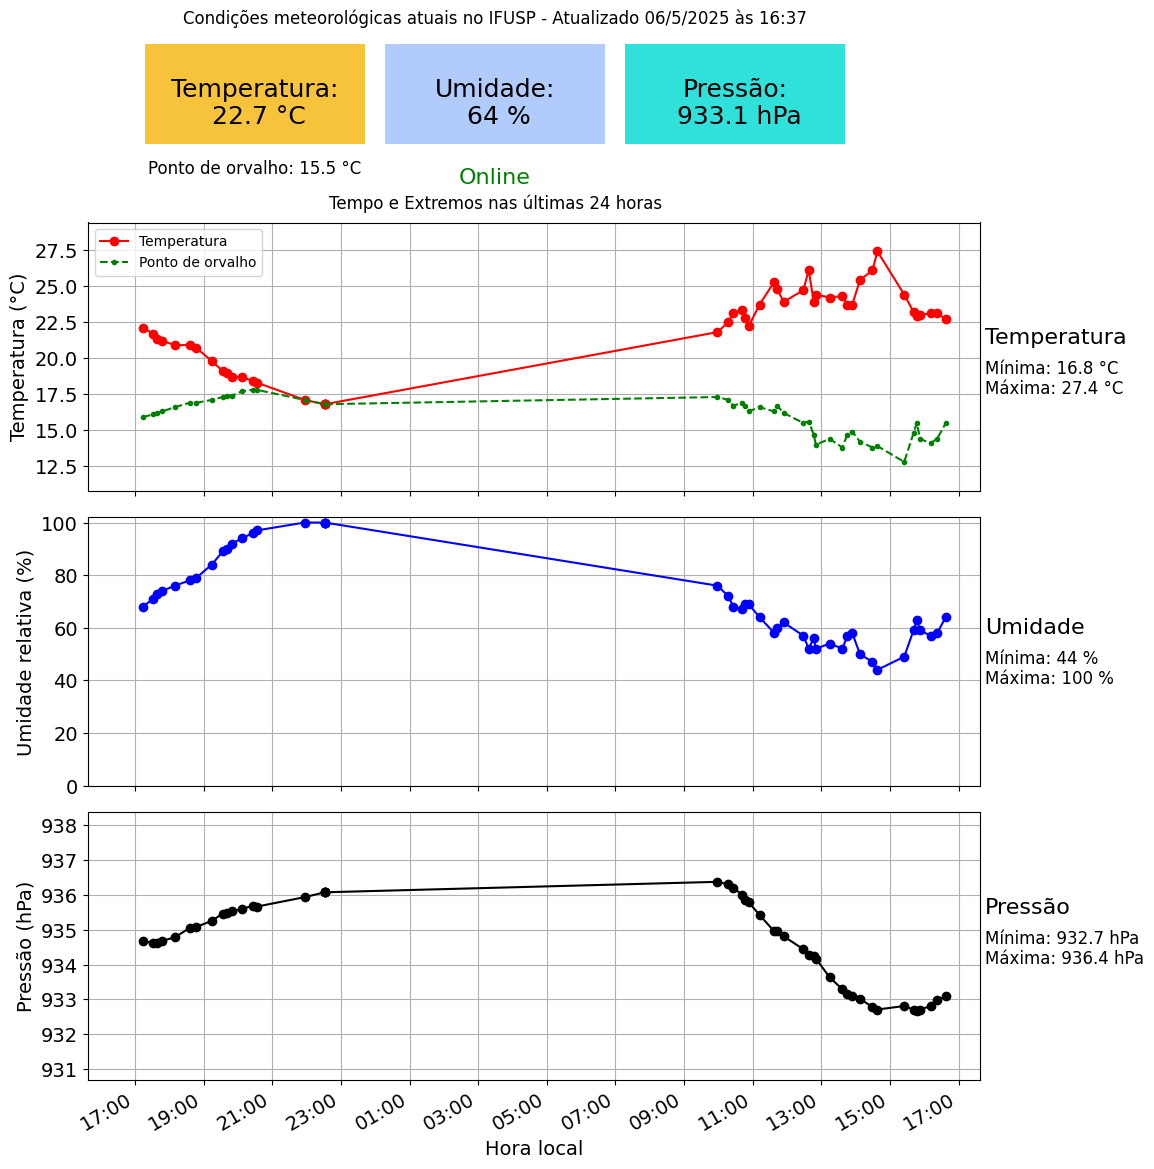 Condições meteorológicas atuais no IFUSP - Atualizado 06/5/2025 às 16:37
Temperatura:
22.7 °C
Umidade:
64 %
Pressão:
933.1 hPa
Ponto de orvalho: 15.5 °C
Online
Tempo e Extremos nas últimas 24 horas
Temperatura
Ponto de orvalho
Temperatura (°C)
27.5
25.0
22.5
20.0
17.5
15.0
12.5
Temperatura
Mínima: 16.8 °C
Máxima: 27.4 °C
Umidade relativa (%)
100
80
60
40
20
0
Umidade
Mínima: 44 %
Máxima: 100 %
Pressão (hPa)
938
937
936
935
934
933
932
931
Pressão
Mínima: 932.7 hPa
Máxima: 936.4 hPa
17:00 19:00 21:00 23:00 01:00 03:00 05:00 07:00 09:00 11:00 13:00 15:00 17:00
Hora local